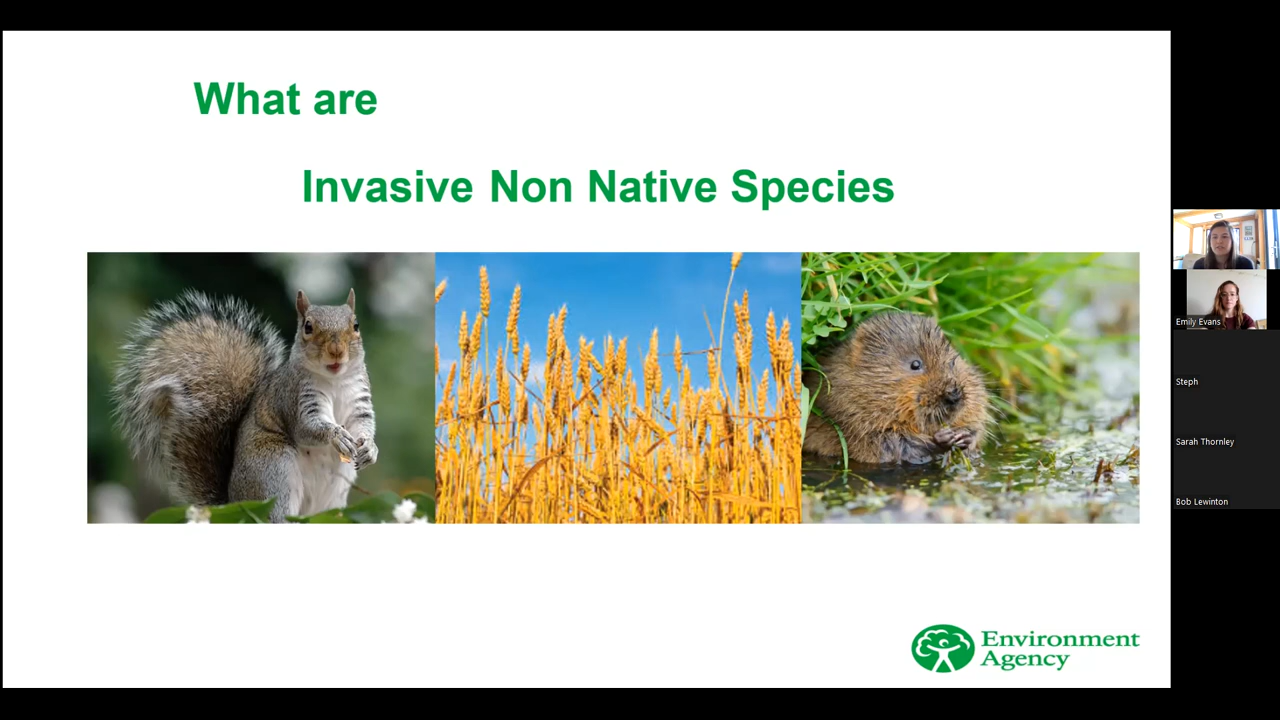 What are
Invasive Non Native Species
Environment
Agency
Emily Evans
Steph
Sarah Thornley
Bob Lewinton